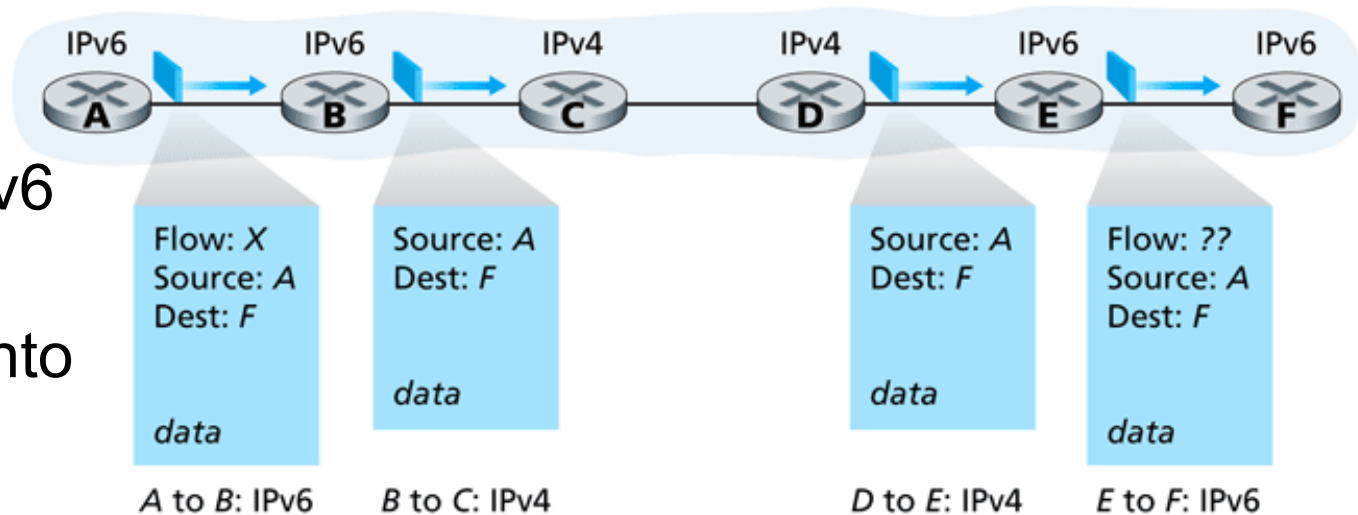 IPv6 IPv6 IPv4 IPv4 IPv6 IPv6
A B C D E F
v6
nto
Flow: X
Source: A
Dest: F
data
Source: A
Dest: F
data
Source: A
Dest: F
data
Flow: ??
Source: A
Dest: F
data
A to B: IPv6 B to C: IPv4 D to E: IPv4 E to F: IPv6